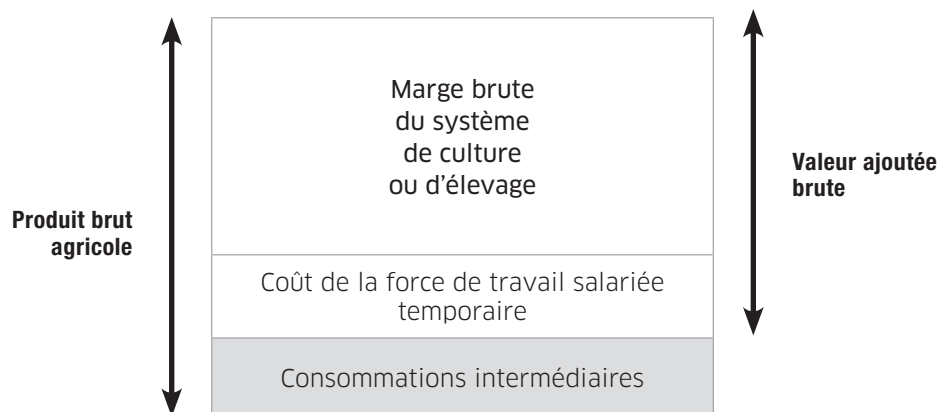 Marge brute
du système
de culture
ou d'élevage
Valeur ajoutée
brute
Produit brut
agricole
Coût de la force de travail salariée
temporaire
Consommations intermédiaires